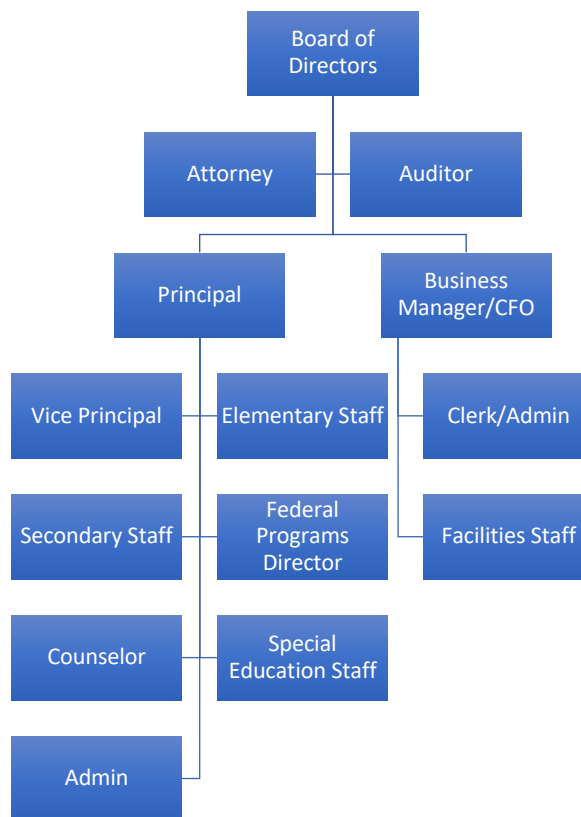 Board of
Directors
Attorney
Auditor
Principal
Business
Manager/CFO
Vice Principal
Elementary Staff
Clerk/Admin
Secondary Staff
Federal
Programs
Director
Facilities Staff
Counselor
Special
Education Staff
Admin